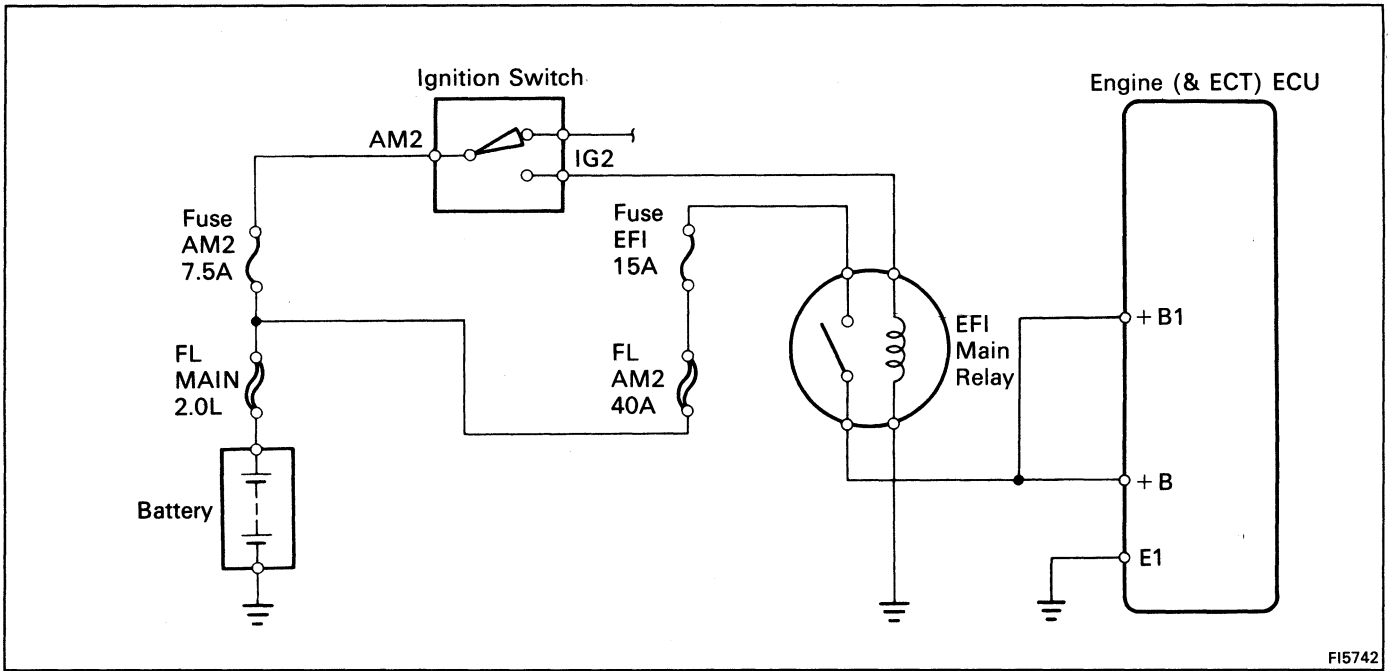 Ignition Switch
Engine (& ECT) ECU
AM2
IG2
Fuse
AM2
7.5A
Fuse
EFI
15A
FL
MAIN
2.0L
FL
AM2
40A
EFI
Main
Relay
+B1
+B
E1
Battery
FI5742